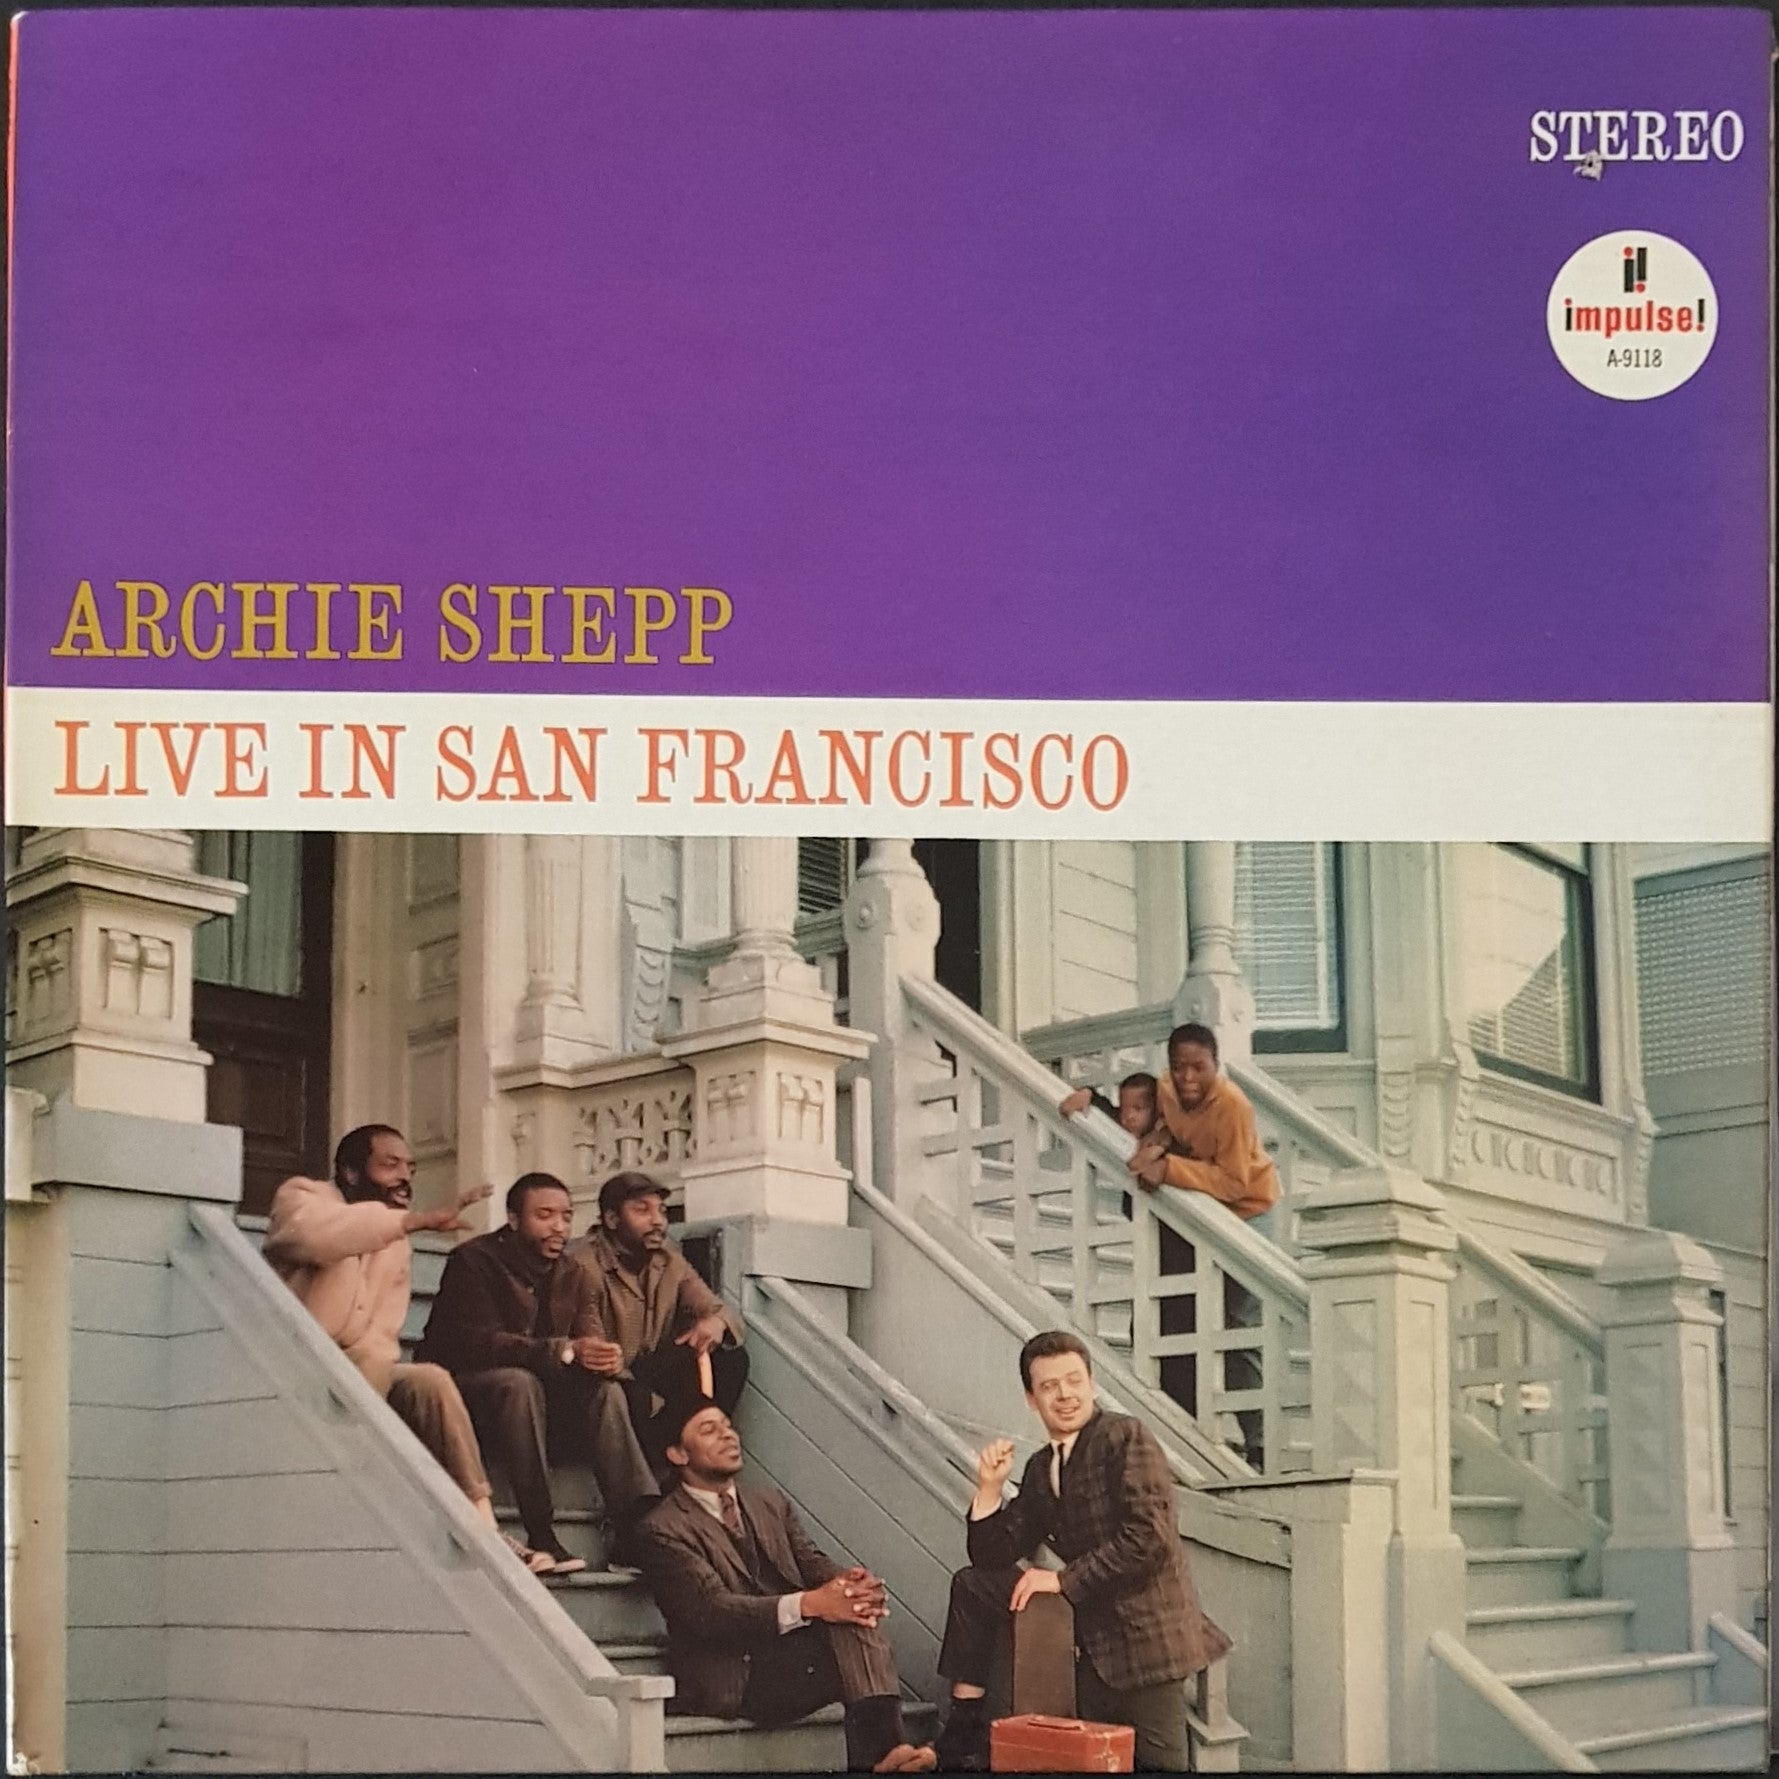 STEREO
i!
impulse!
A-9118
ARCHIE SHEPP
LIVE IN SAN FRANCISCO